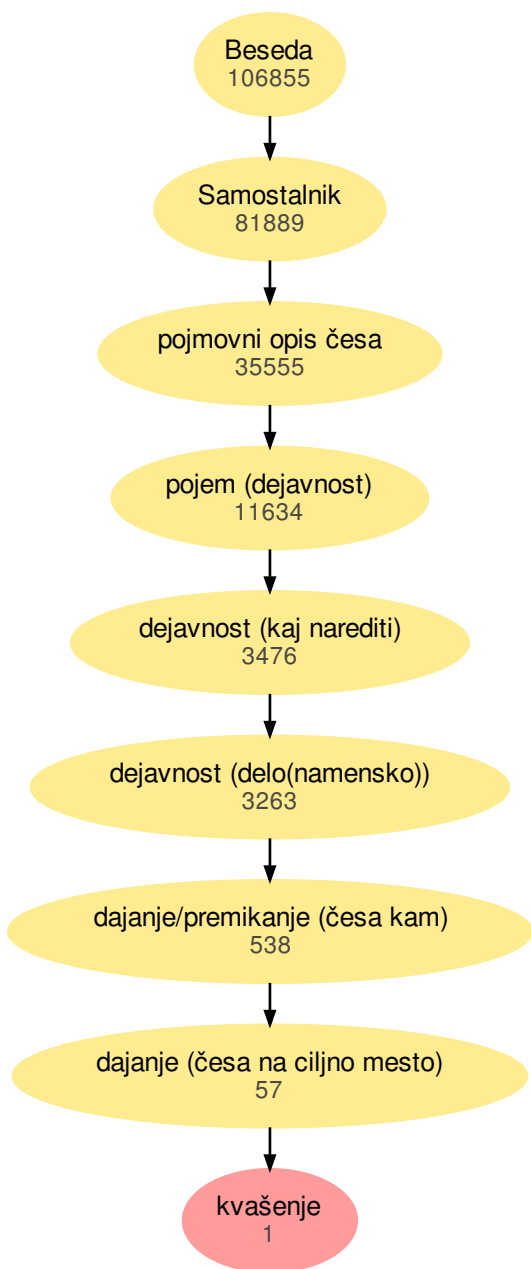 Beseda
106855
Samostalnik
81889
pojmovni opis česa
35555
pojem (dejavnost)
11634
dejavnost (kaj narediti)
3476
dejavnost (delo(namensko))
3263
dajanje/premikanje (česa kam)
538
dajanje (česa na ciljno mesto)
57
kvašenje
1